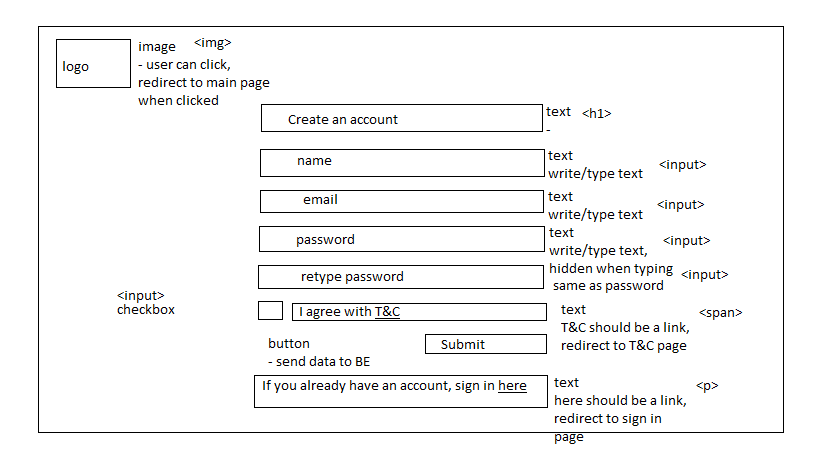 logo
image <img>
- user can click,
redirect to main page
when clicked
Create an account
text <h1>
-
name
text
write/type text <input>
email
text
write/type text <input>
password
text
write/type text, <input>
retype password
hidden when typing <input>
same as password
<input>
checkbox
I agree with T&C
text <span>
T&C should be a link,
redirect to T&C page
button
- send data to BE
Submit
If you already have an account, sign in here
text <p>
here should be a link,
redirect to sign in
page